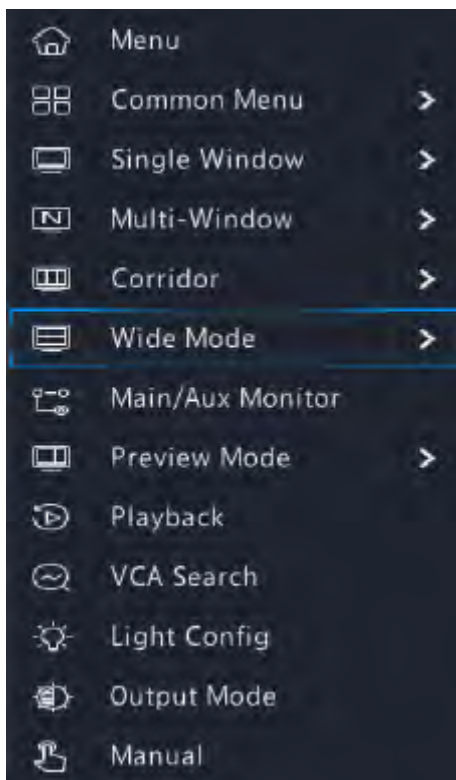 Menu
Common Menu
Single Window
Multi-Window
Corridor
Wide Mode
Main/Aux Monitor
Preview Mode
Playback
VCA Search
Light Config
Output Mode
Manual